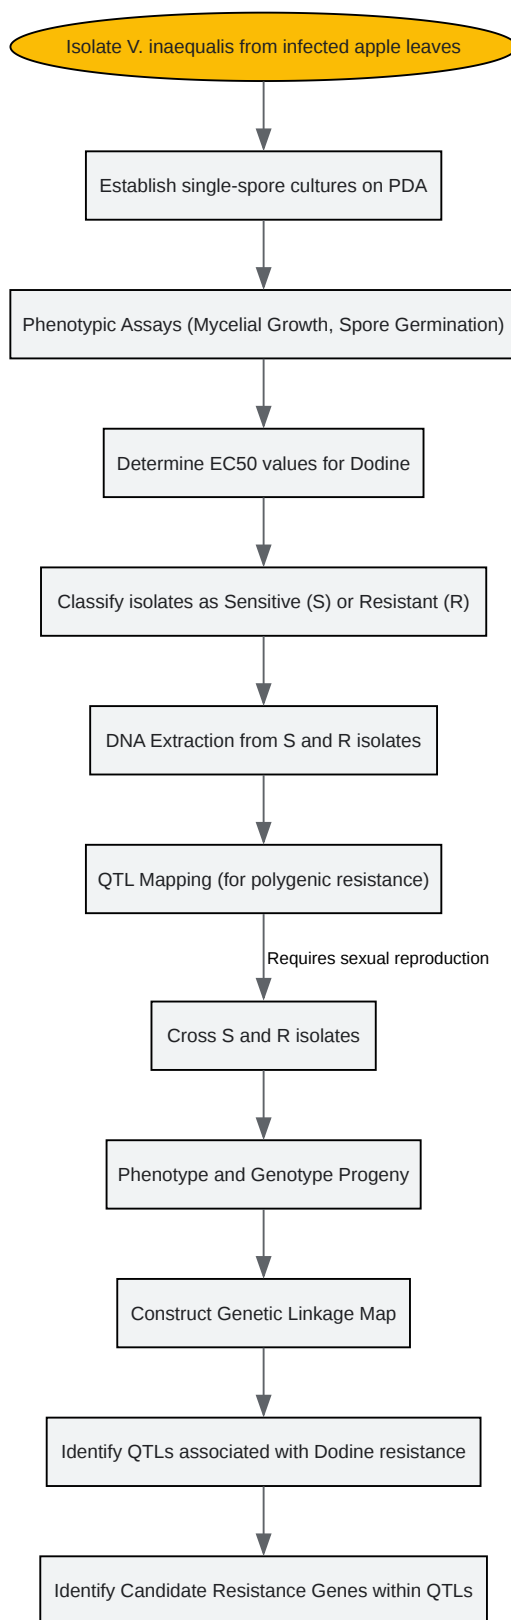 Isolate V. inaequalis from infected apple leaves
Establish single-spore cultures on PDA
Phenotypic Assays (Mycelial Growth, Spore Germination)
Determine EC50 values for Dodine
Classify isolates as Sensitive (S) or Resistant (R)
DNA Extraction from S and R isolates
QTL Mapping (for polygenic resistance)
Requires sexual reproduction
Cross S and R isolates
Phenotype and Genotype Progeny
Construct Genetic Linkage Map
Identify QTLs associated with Dodine resistance
Identify Candidate Resistance Genes within QTLs